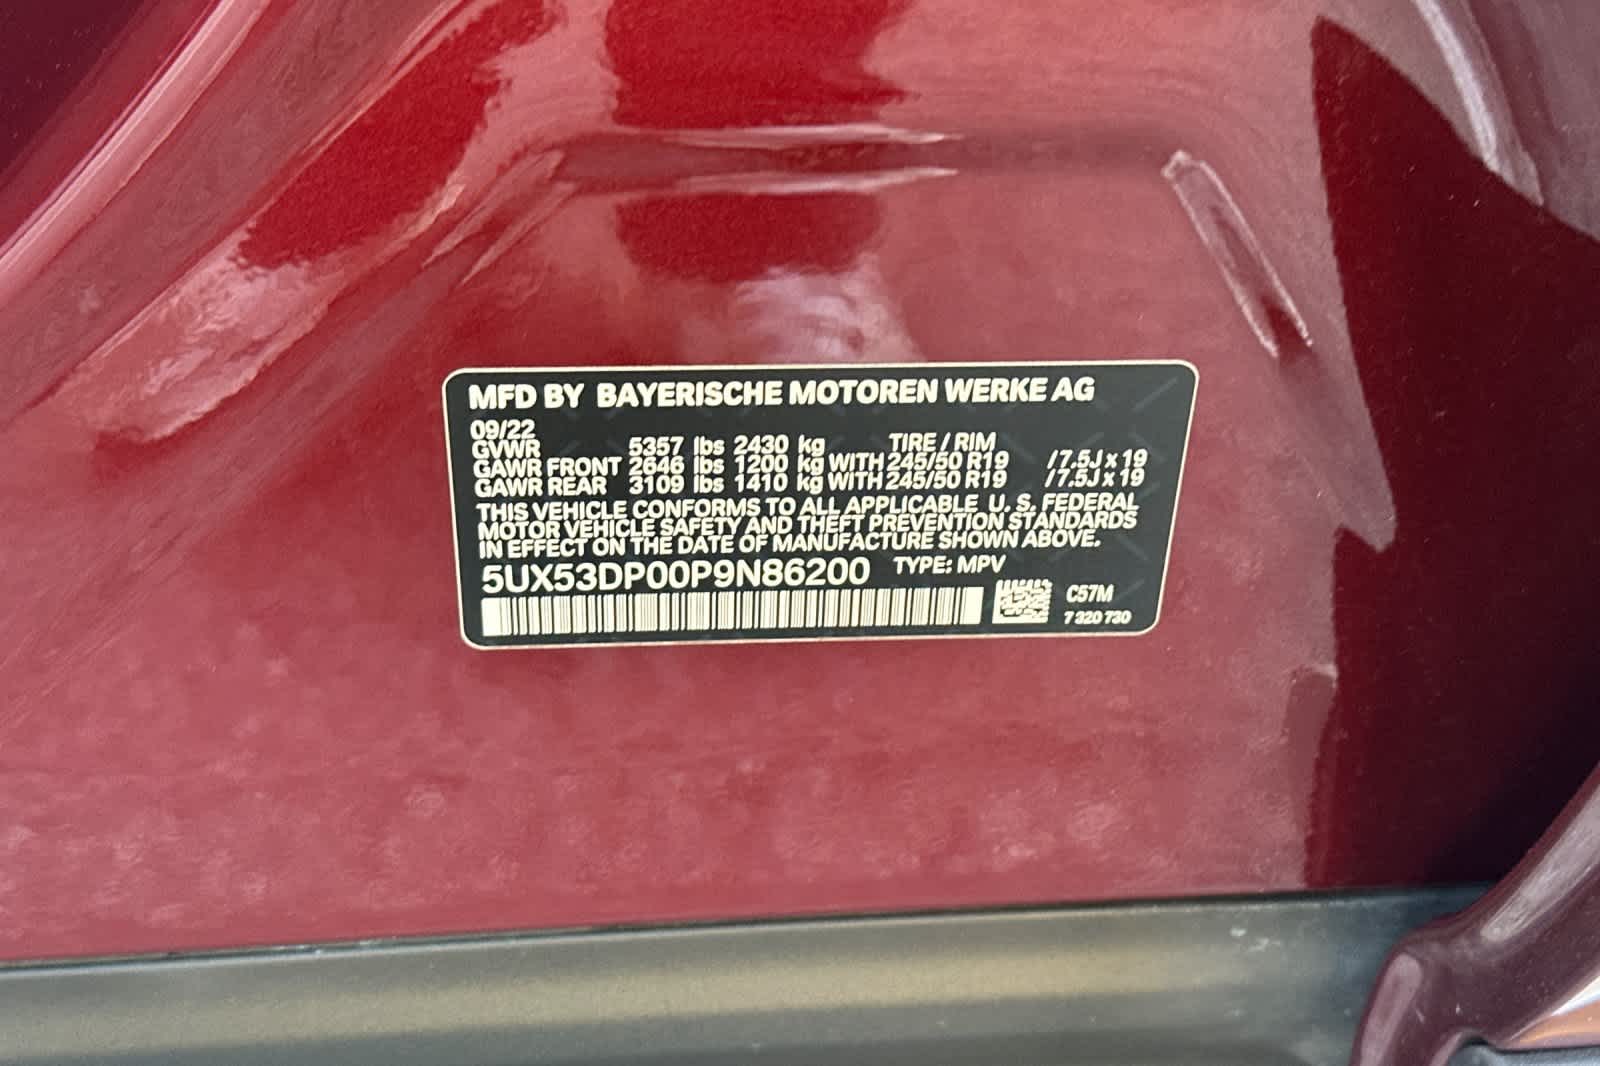 MFD BY BAYERISCHE MOTOREN WERKE AG
09/22
GVWR 5357 lbs 2430 kg TIRE / RIM
GAWR FRONT 2646 lbs 1200 kg WITH 245/50 R19 /7.5J x 19
GAWR REAR 3109 lbs 1410 kg WITH 245/50 R19 /7.5J x 19
THIS VEHICLE CONFORMS TO ALL APPLICABLE U. S. FEDERAL
MOTOR VEHICLE SAFETY AND THEFT PREVENTION STANDARDS
IN EFFECT ON THE DATE OF MANUFACTURE SHOWN ABOVE.
5UX53DP00P9N86200 TYPE: MPV
C57M
7 320 730